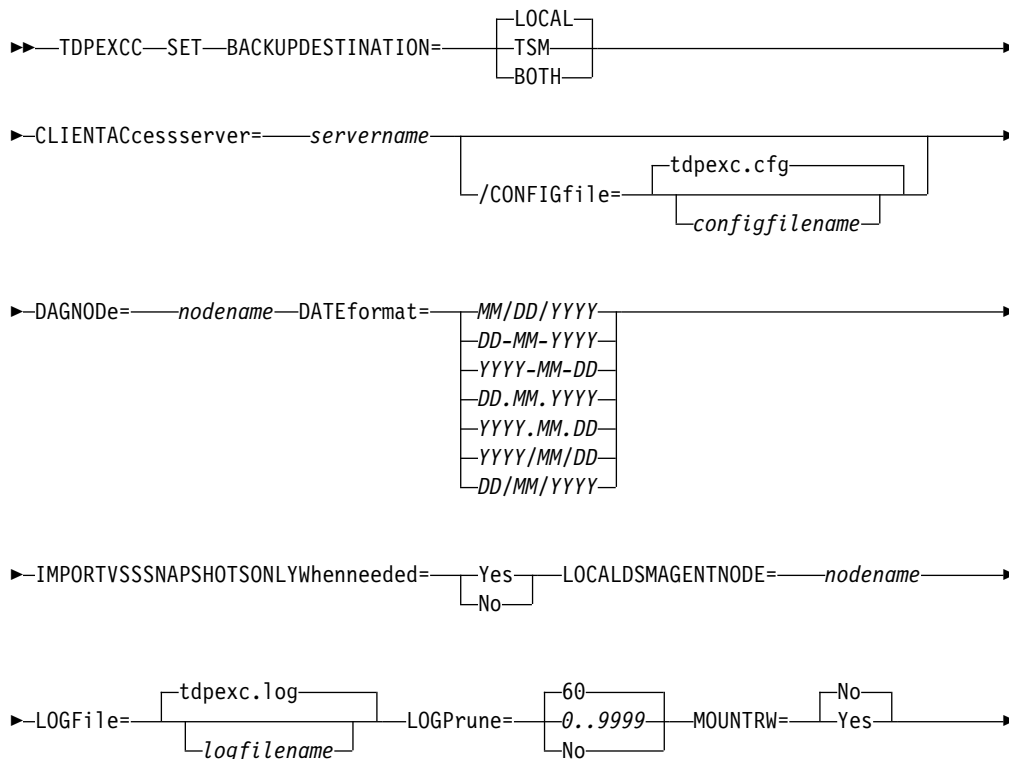 LOCAL
TDPEXCC SET BACKUPDESTINATION= TSM
BOTH
CLIENTACcessserver= servername
/CONFIGfile= tdpexc.cfg
configfilename
DAGNODe= nodename DATEformat= MM/DD/YYYY
DD-MM-YYYY
YYYY-MM-DD
DD.MM.YYYY
YYYY.MM.DD
YYYY/MM/DD
DD/MM/YYYY
IMPORTVSSSNAPSHOTSONLYWhenneeded= Yes LOCALDSMAGENTNODE= nodename
No
tdpexc.log 60 No
LOGFile= LOGPrune= 0..9999 MOUNTRW= Yes
logfilename No